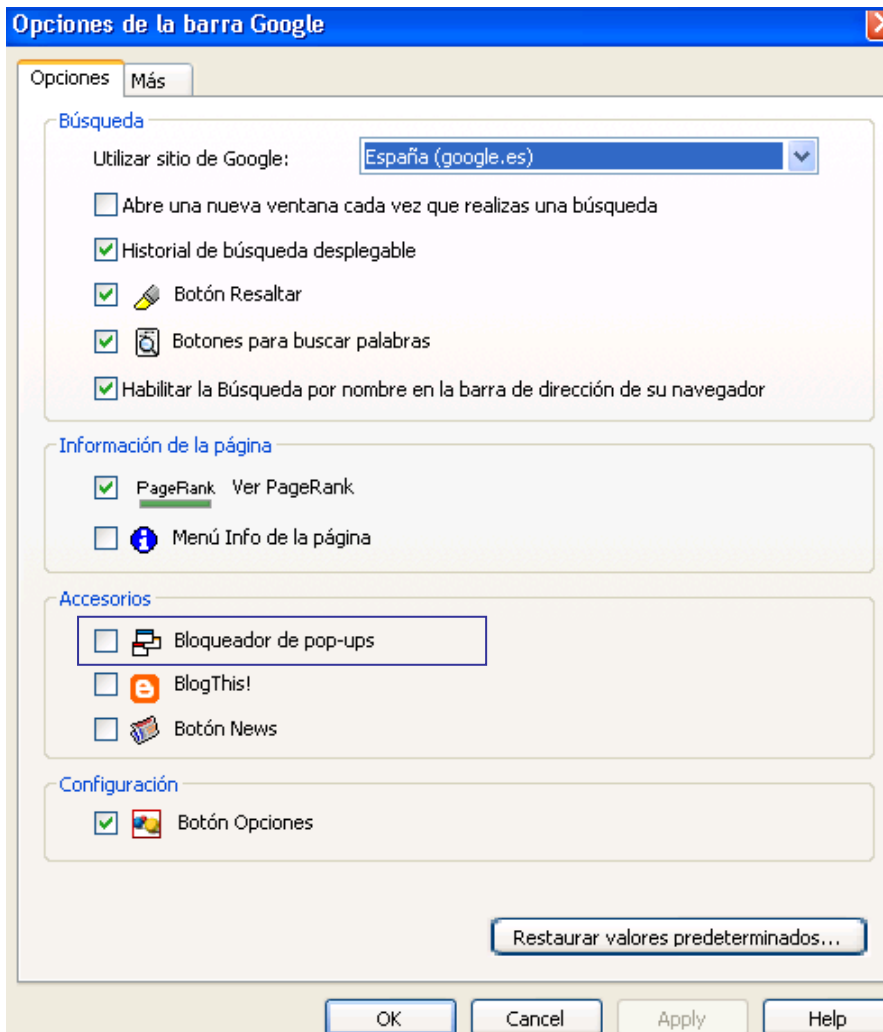 Opciones de la barra Google
Opciones Más
Búsqueda
Utilizar sitio de Google: España (google.es)
Abre una nueva ventana cada vez que realizas una búsqueda
Historial de búsqueda desplegable
Botón Resaltar
Botones para buscar palabras
Habilitar la Búsqueda por nombre en la barra de dirección de su navegador
Información de la página
PageRank Ver PageRank
Menú Info de la página
Accesorios
Bloqueador de pop-ups
BlogThis!
Botón News
Configuración
Botón Opciones
Restaurar valores predeterminados...
OK Cancel Apply Help